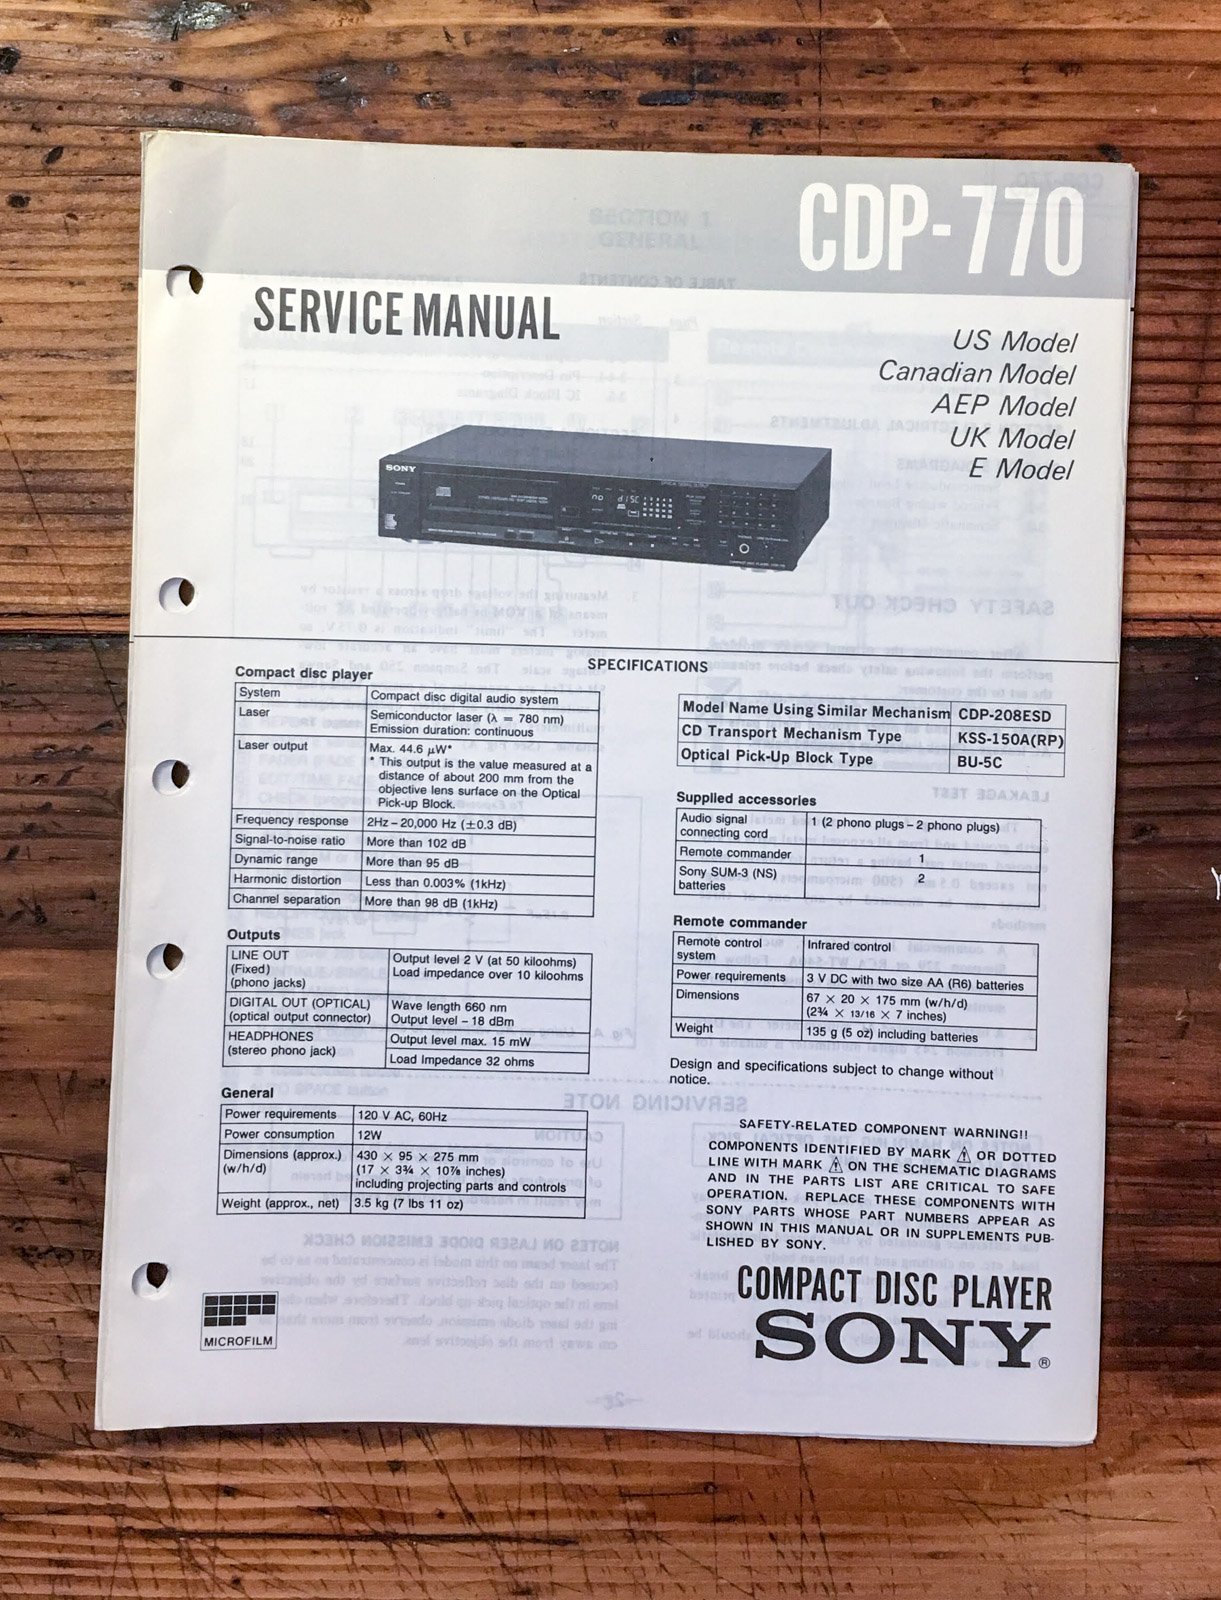 CDP-770
SERVICE MANUAL
US Model
Canadian Model
AEP Model
UK Model
E Model
SONY
SPECIFICATIONS
Compact disc player
System Compact disc digital audio system
Laser Semiconductor laser (λ = 780 nm)
Emission duration: continuous
Laser output Max. 44.6 μW*
* This output is the value measured at a
distance of about 200 mm from the
objective lens surface on the Optical
Pick-up Block.
Frequency response 2Hz – 20,000 Hz (±0.3 dB)
Signal-to-noise ratio More than 102 dB
Dynamic range More than 95 dB
Harmonic distortion Less than 0.003% (1kHz)
Channel separation More than 98 dB (1kHz)
Outputs
LINE OUT Output level 2 V (at 50 kiloohms)
(Fixed) Load impedance over 10 kiloohms
(phono jacks)
DIGITAL OUT (OPTICAL) Wave length 660 nm
(optical output connector) Output level – 18 dBm
HEADPHONES Output level max. 15 mW
(stereo phono jack) Load Impedance 32 ohms
General
Power requirements 120 V AC, 60Hz
Power consumption 12W
Dimensions (approx.) 430 × 95 × 275 mm
(w/h/d) (17 × 3¾ × 10⅞ inches)
including projecting parts and controls
Weight (approx., net) 3.5 kg (7 lbs 11 oz)
MICROFILM
Model Name Using Similar Mechanism CDP-208ESD
CD Transport Mechanism Type KSS-150A(RP)
Optical Pick-Up Block Type BU-5C
Supplied accessories
Audio signal 1 (2 phono plugs – 2 phono plugs)
connecting cord
Remote commander 1
Sony SUM-3 (NS) 2
batteries
Remote commander
Remote control Infrared control
system
Power requirements 3 V DC with two size AA (R6) batteries
Dimensions 67 × 20 × 175 mm (w/h/d)
(2¾ × 13/16 × 7 inches)
Weight 135 g (5 oz) including batteries
Design and specifications subject to change without
notice.
SAFETY-RELATED COMPONENT WARNING!!
COMPONENTS IDENTIFIED BY MARK ⚠ OR DOTTED
LINE WITH MARK ⚠ ON THE SCHEMATIC DIAGRAMS
AND IN THE PARTS LIST ARE CRITICAL TO SAFE
OPERATION. REPLACE THESE COMPONENTS WITH
SONY PARTS WHOSE PART NUMBERS APPEAR AS
SHOWN IN THIS MANUAL OR IN SUPPLEMENTS PUB-
LISHED BY SONY.
COMPACT DISC PLAYER
SONY®